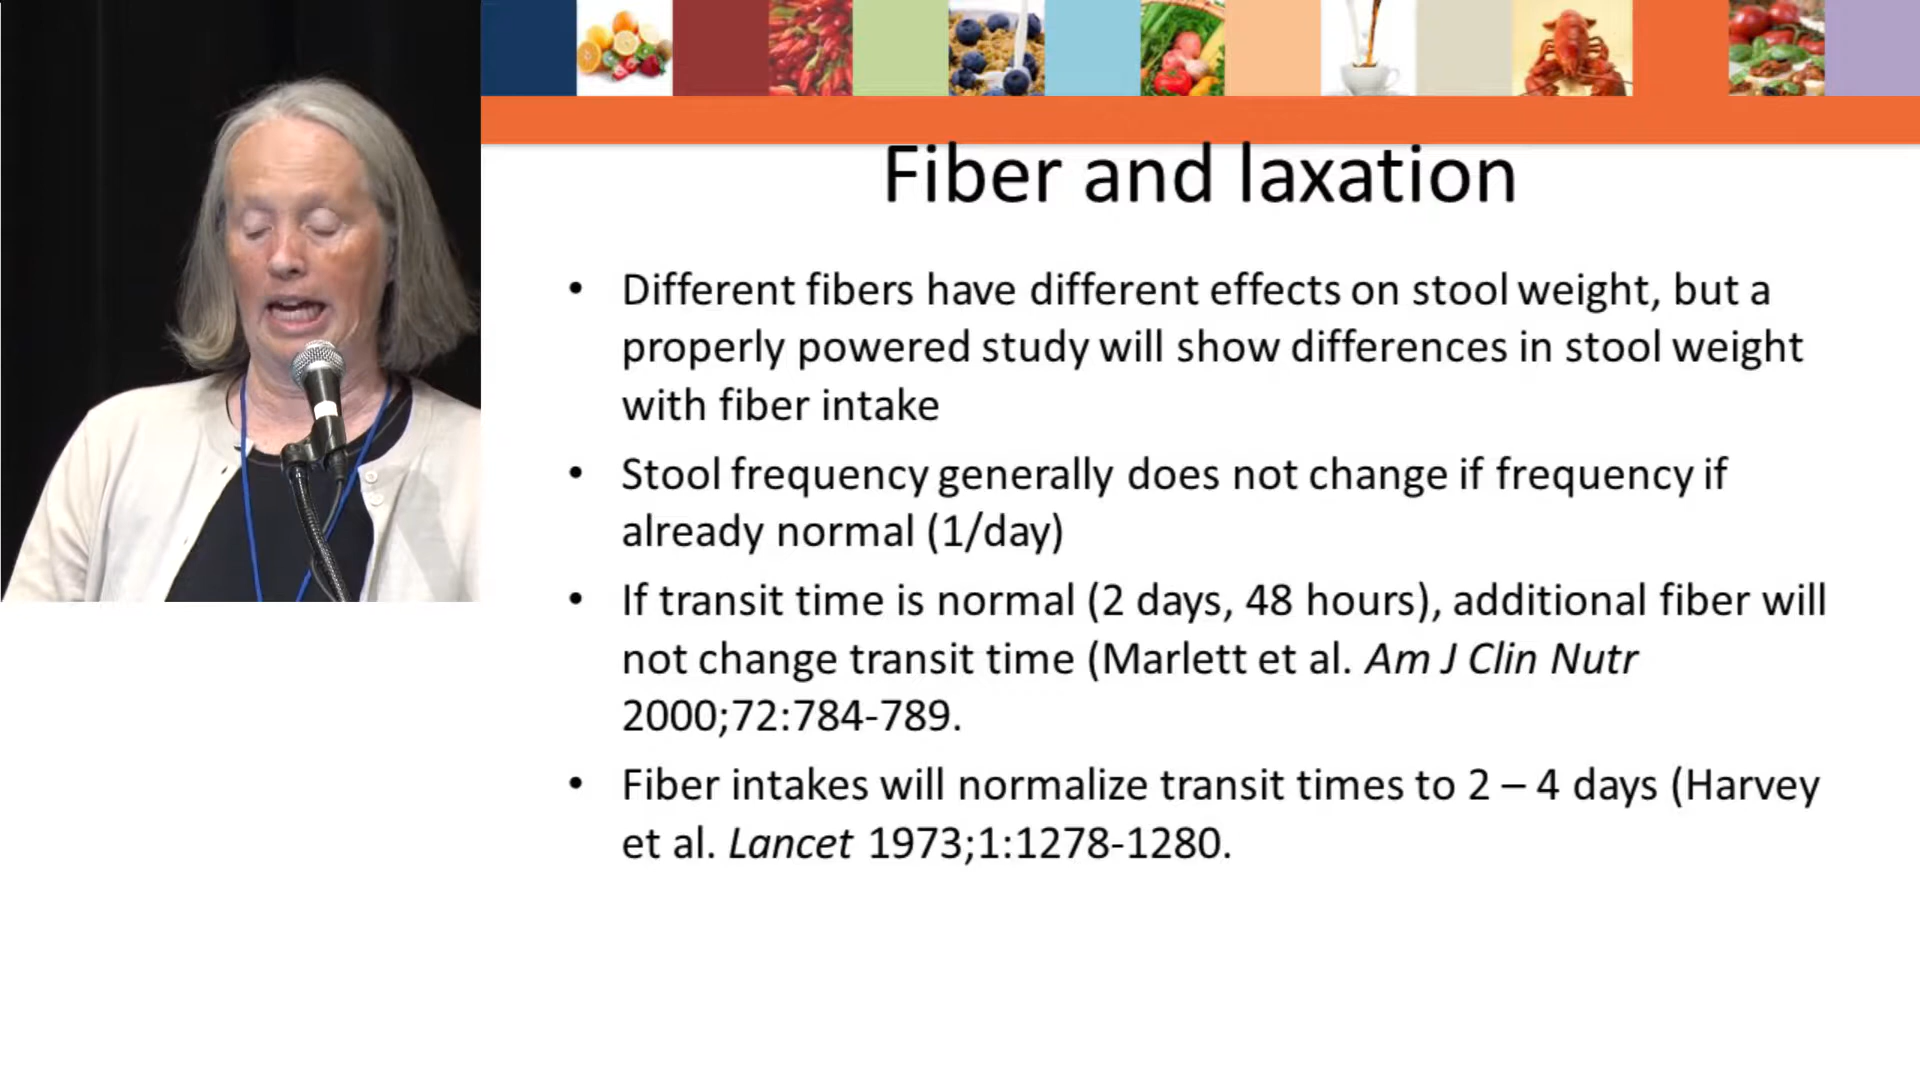 Fiber and laxation
• Different fibers have different effects on stool weight, but a
properly powered study will show differences in stool weight
with fiber intake
• Stool frequency generally does not change if frequency if
already normal (1/day)
• If transit time is normal (2 days, 48 hours), additional fiber will
not change transit time (Marlett et al. Am J Clin Nutr
2000;72:784-789.
• Fiber intakes will normalize transit times to 2 – 4 days (Harvey
et al. Lancet 1973;1:1278-1280.